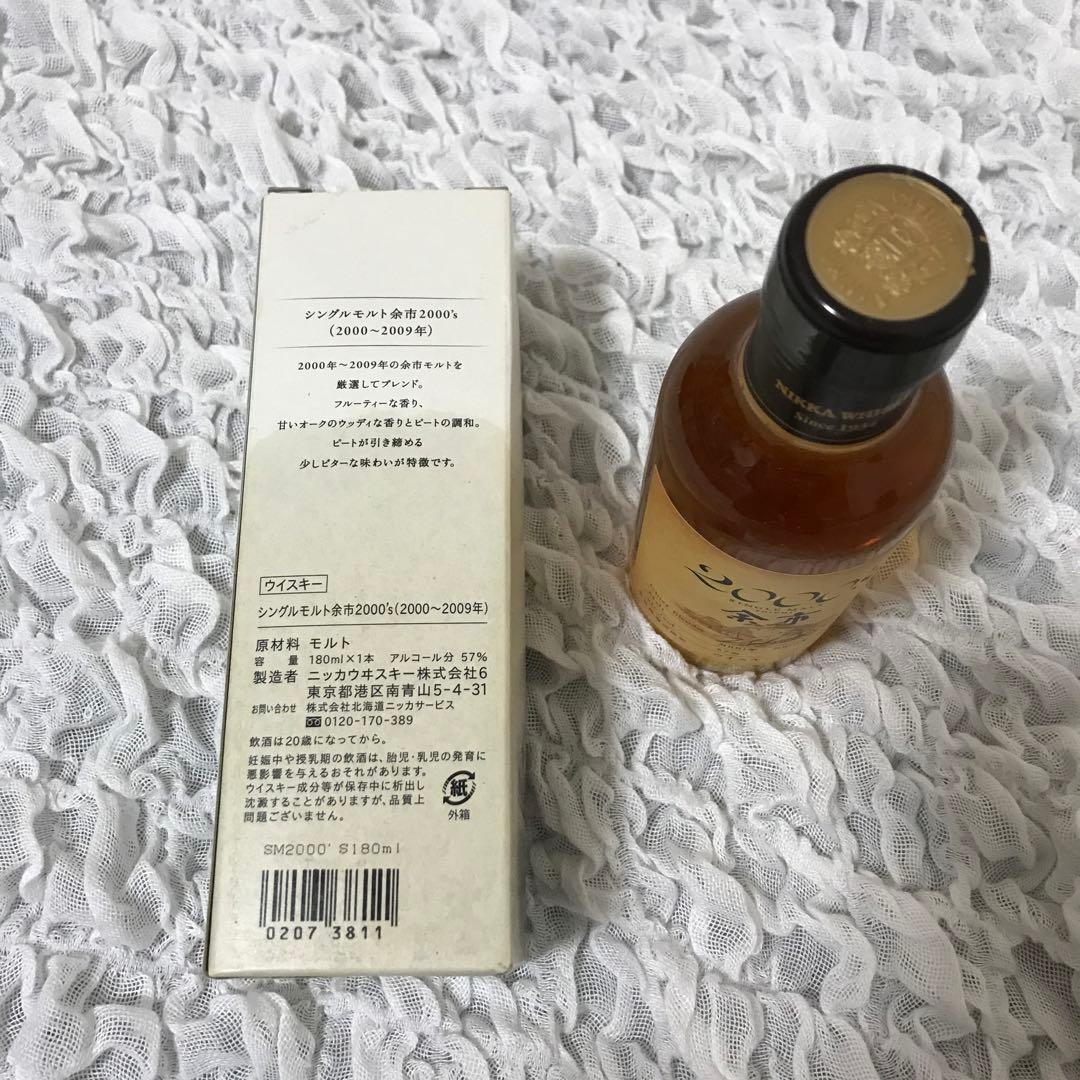 シングルモルト余市2000's
(2000～2009年)
2000年～2009年の余市モルトを
厳選してブレンド。
フルーティーな香り、
甘いオークのウッディな香りとピートの調和。
ピートが引き締める
少しビターな味わいが特徴です。
ウイスキー
シングルモルト余市2000's(2000～2009年)
原材料 モルト
容量 180ml×1本 アルコール分 57%
製造者 ニッカウヰスキー株式会社6
東京都港区南青山5-4-31
お問い合わせ 株式会社北海道ニッカサービス
0120-170-389
飲酒は20歳になってから。
妊娠中や授乳期の飲酒は、胎児・乳児の発育に
悪影響を与えるおそれがあります。
ウイスキー成分等が保存中に析出し
沈澱することがありますが、品質上
問題ございません。
紙
外箱
SM2000' S180ml
0207 3811
NIKKA
Since 1934
余市